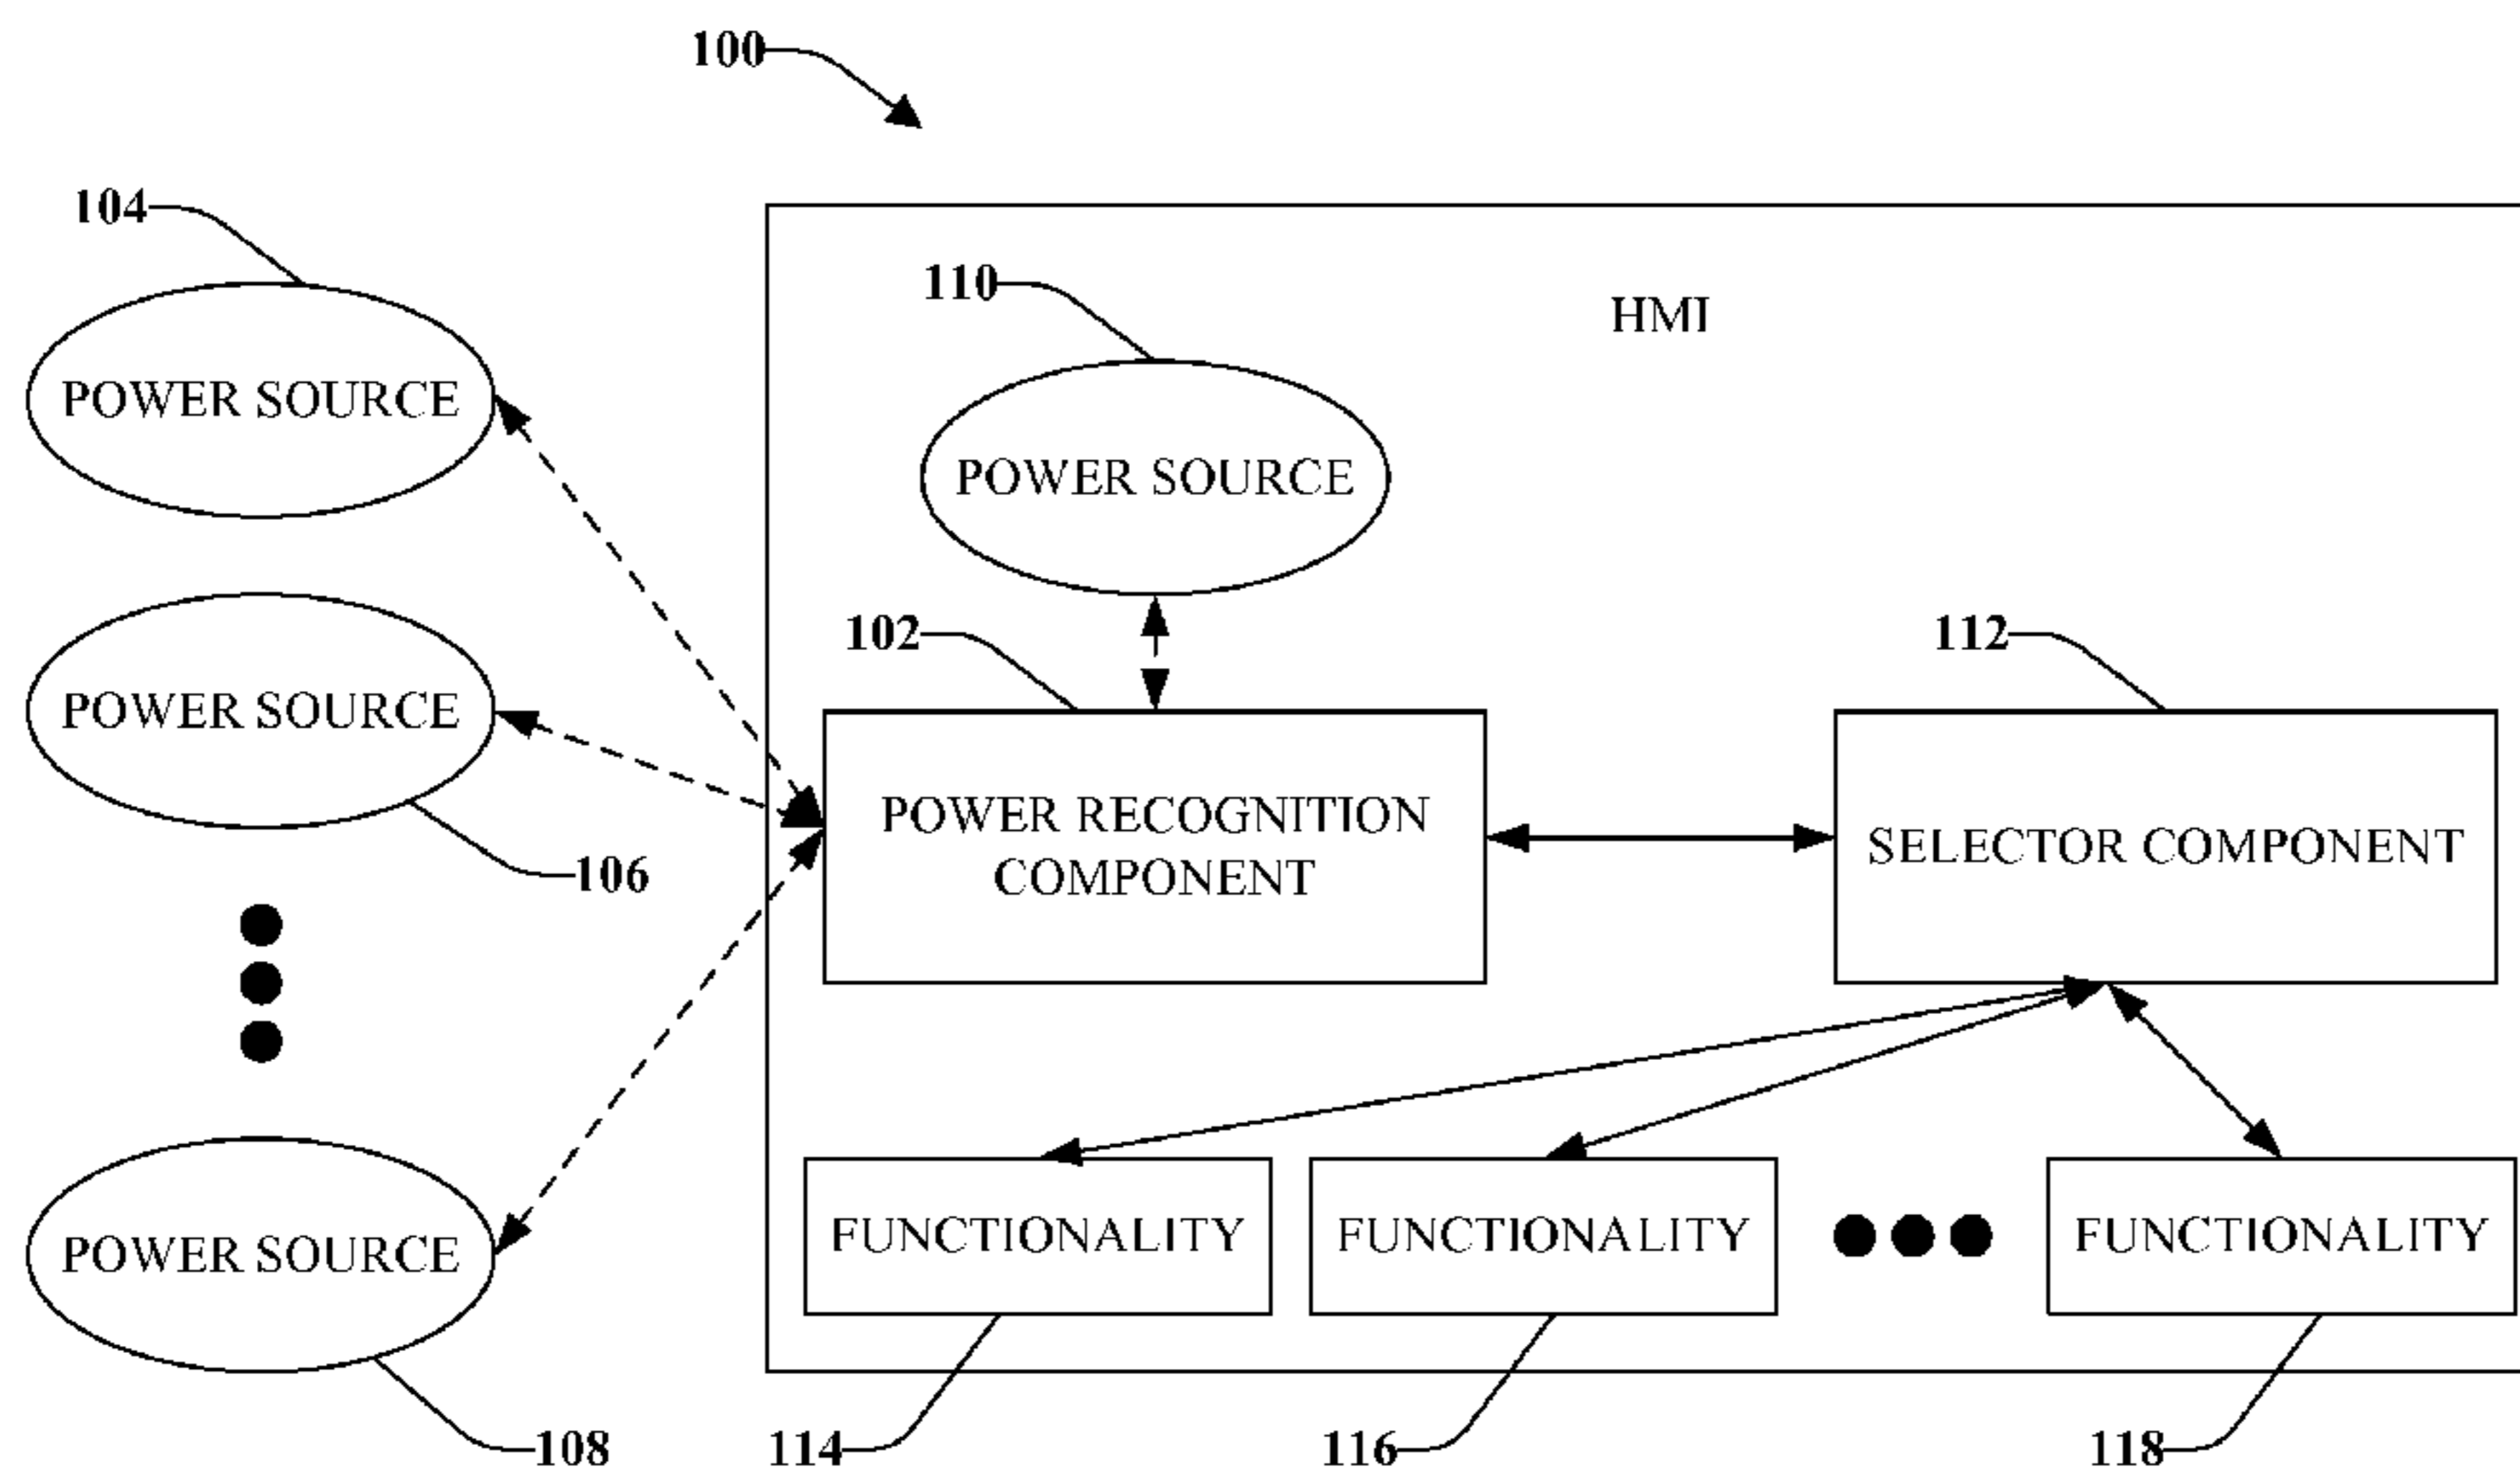 100
104
110
HMI
POWER SOURCE
POWER SOURCE
102
112
POWER SOURCE
POWER RECOGNITION
COMPONENT
SELECTOR COMPONENT
106
FUNCTIONALITY
FUNCTIONALITY
FUNCTIONALITY
POWER SOURCE
108
114
116
118